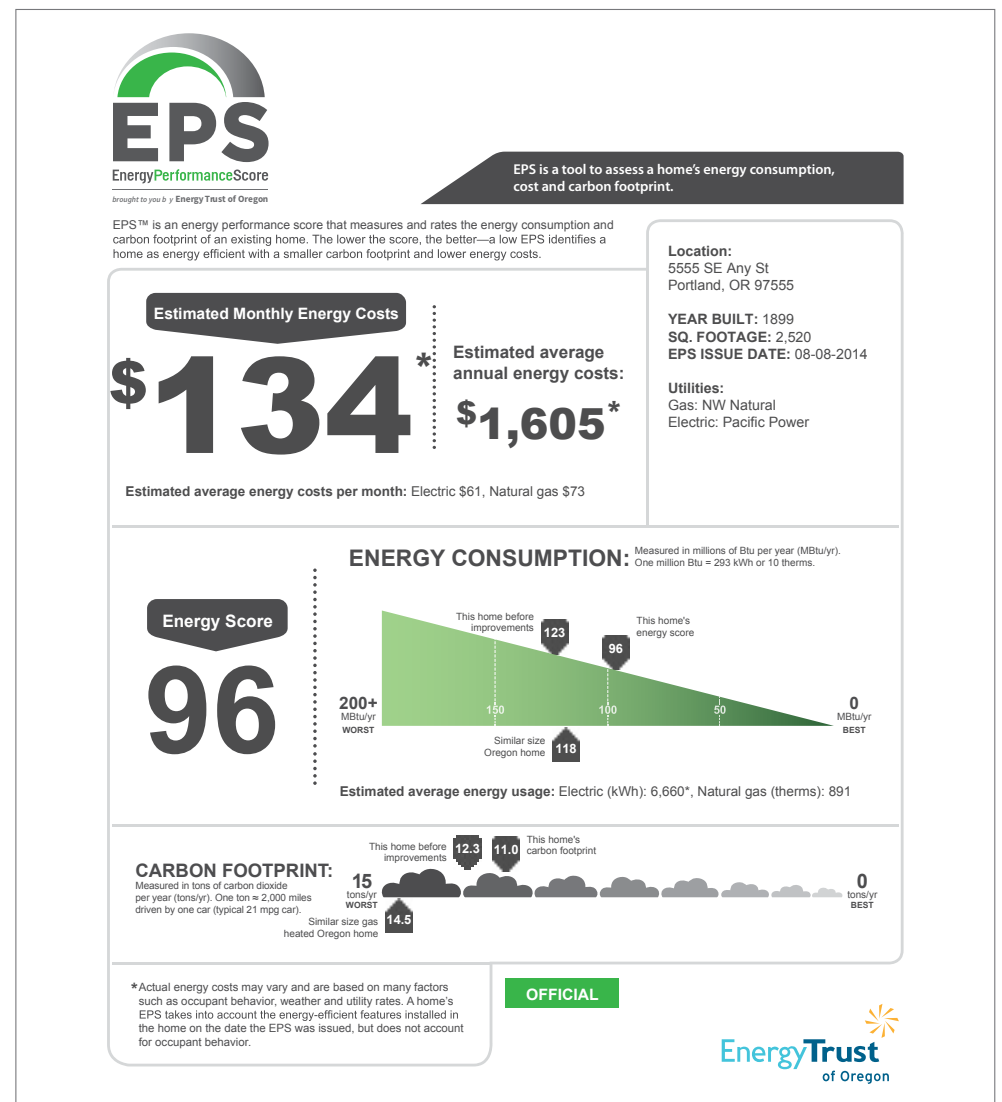 EPS
EnergyPerformanceScore
brought to you b y Energy Trust of Oregon
EPS is a tool to assess a home's energy consumption,
cost and carbon footprint.
EPS™ is an energy performance score that measures and rates the energy consumption and
carbon footprint of an existing home. The lower the score, the better—a low EPS identifies a
home as energy efficient with a smaller carbon footprint and lower energy costs.
Location:
5555 SE Any St
Portland, OR 97555
YEAR BUILT: 1899
SQ. FOOTAGE: 2,520
EPS ISSUE DATE: 08-08-2014
Utilities:
Gas: NW Natural
Electric: Pacific Power
Estimated Monthly Energy Costs
$134*
Estimated average
annual energy costs:
$1,605*
Estimated average energy costs per month: Electric $61, Natural gas $73
Energy Score
96
ENERGY CONSUMPTION:
Measured in millions of Btu per year (MBtu/yr).
One million Btu = 293 kWh or 10 therms.
This home before
improvements
123
This home's
energy score
96
200+
MBtu/yr
WORST
150
100
50
0
MBtu/yr
BEST
Similar size
Oregon home
118
Estimated average energy usage: Electric (kWh): 6,660*, Natural gas (therms): 891
CARBON FOOTPRINT:
Measured in tons of carbon dioxide
per year (tons/yr). One ton ≈ 2,000 miles
driven by one car (typical 21 mpg car).
This home before
improvements
12.3
11.0
This home's
carbon footprint
15
tons/yr
WORST
0
tons/yr
BEST
Similar size gas
heated Oregon home
14.5
*Actual energy costs may vary and are based on many factors
such as occupant behavior, weather and utility rates. A home's
EPS takes into account the energy-efficient features installed in
the home on the date the EPS was issued, but does not account
for occupant behavior.
OFFICIAL
EnergyTrust
of Oregon